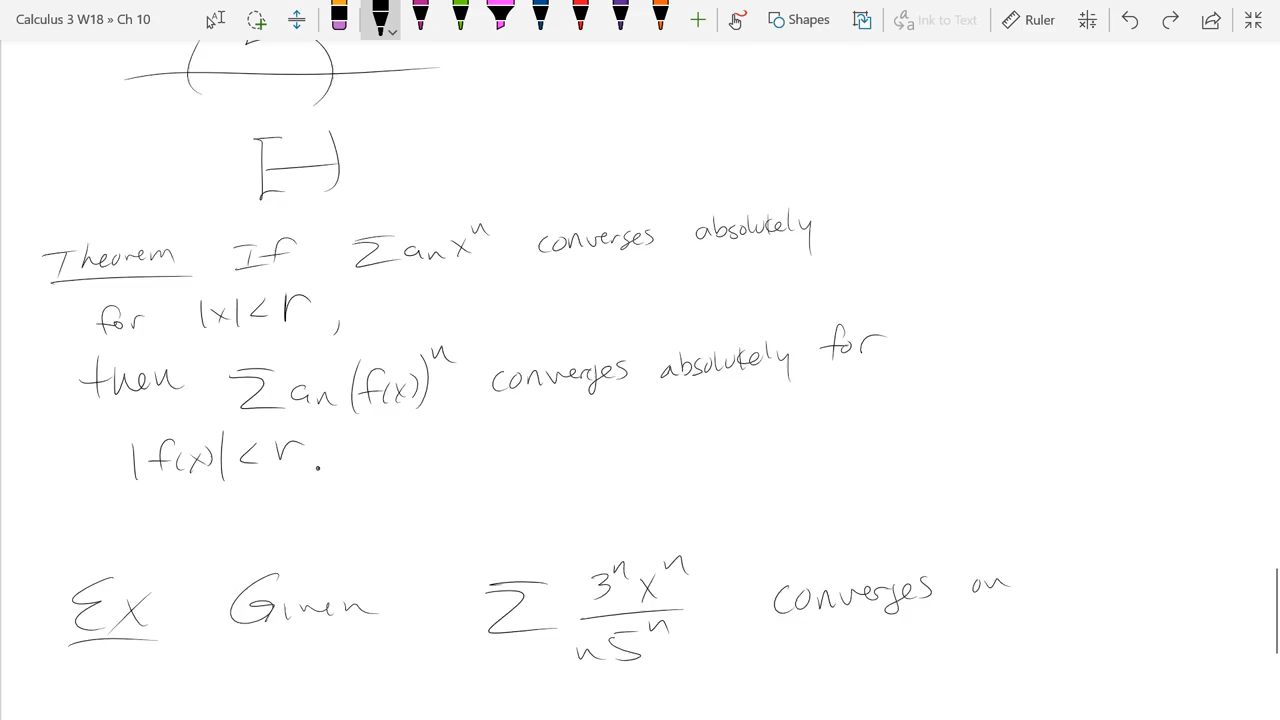 Calculus 3 W18 » Ch 10
Shapes
Ink to Text
Ruler
Theorem If Σ anxⁿ converges absolutely
for |x| < r,
then Σ an(f(x))ⁿ converges absolutely for
|f(x)| < r.
Ex Given Σ 3ⁿxⁿ / n5ⁿ converges on